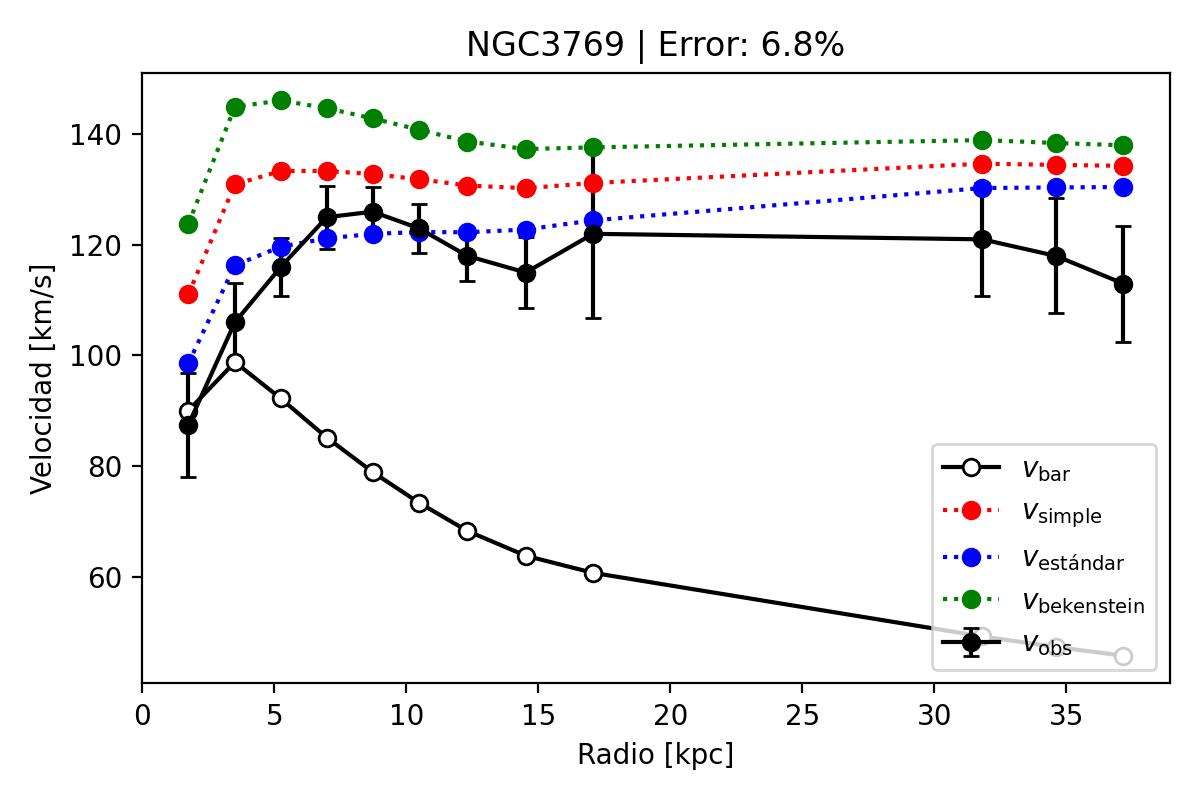 NGC3769 | Error: 6.8%
Velocidad [km/s]
140
120
100
80
60
v_bar
v_simple
v_estándar
v_bekenstein
v_obs
0 5 10 15 20 25 30 35
Radio [kpc]